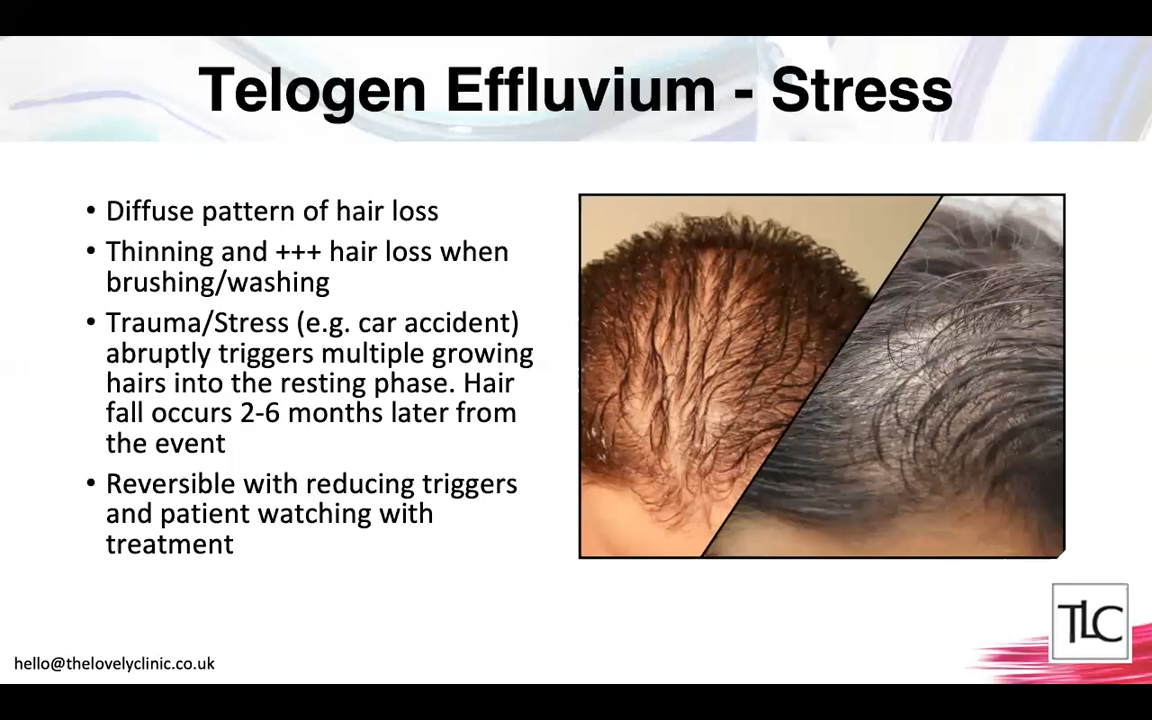 Telogen Effluvium - Stress
• Diffuse pattern of hair loss
• Thinning and +++ hair loss when
brushing/washing
• Trauma/Stress (e.g. car accident)
abruptly triggers multiple growing
hairs into the resting phase. Hair
fall occurs 2-6 months later from
the event
• Reversible with reducing triggers
and patient watching with
treatment
TLC
hello@thelovelyclinic.co.uk